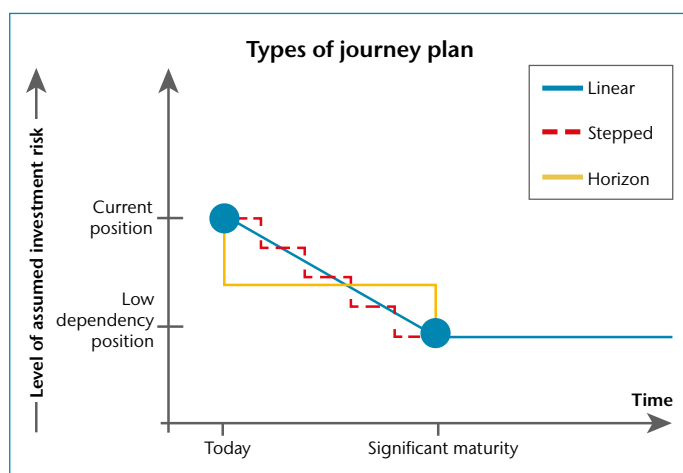 Types of journey plan
Linear
Stepped
Horizon
Level of assumed investment risk
Current
position
Low
dependency
position
Time
Today
Significant maturity